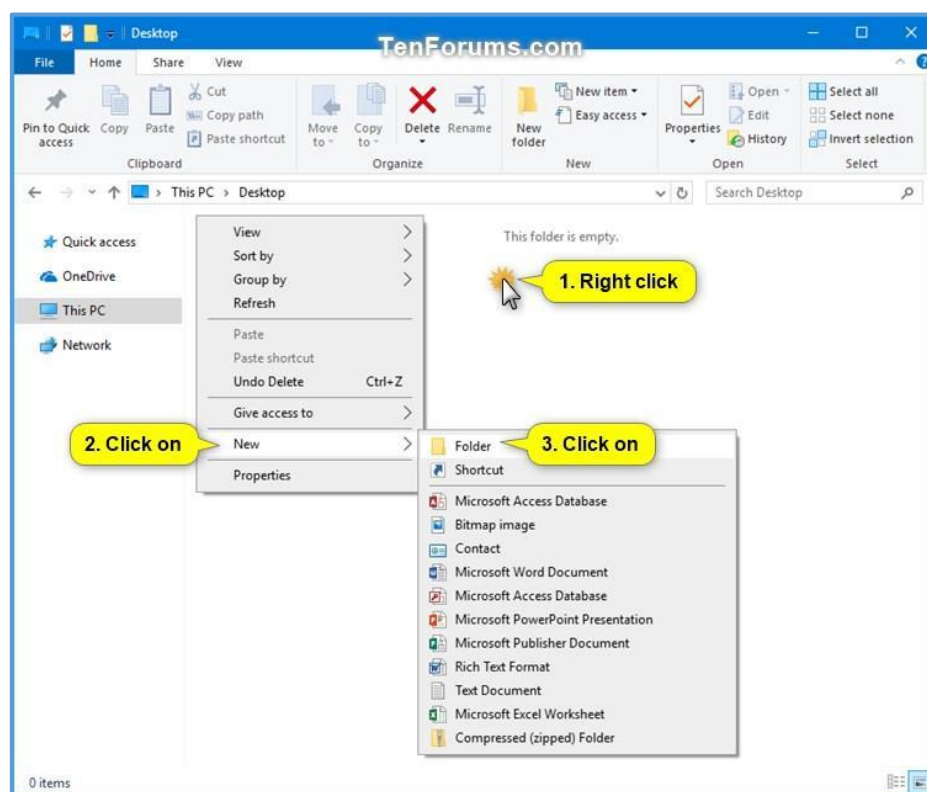 Desktop
TenForums.com
File Home Share View
Pin to Quick access
Copy
Paste
Cut
Copy path
Paste shortcut
Clipboard
Move to
Copy to
Delete
Rename
Organize
New folder
New item
Easy access
New
Properties
Open
Edit
History
Open
Select all
Select none
Invert selection
Select
This PC > Desktop
Search Desktop
Quick access
OneDrive
This PC
Network
This folder is empty.
1. Right click
View
Sort by
Group by
Refresh
Paste
Paste shortcut
Undo Delete Ctrl+Z
Give access to
2. Click on
New
Properties
Folder
3. Click on
Shortcut
Microsoft Access Database
Bitmap image
Contact
Microsoft Word Document
Microsoft Access Database
Microsoft PowerPoint Presentation
Microsoft Publisher Document
Rich Text Format
Text Document
Microsoft Excel Worksheet
Compressed (zipped) Folder
0 items